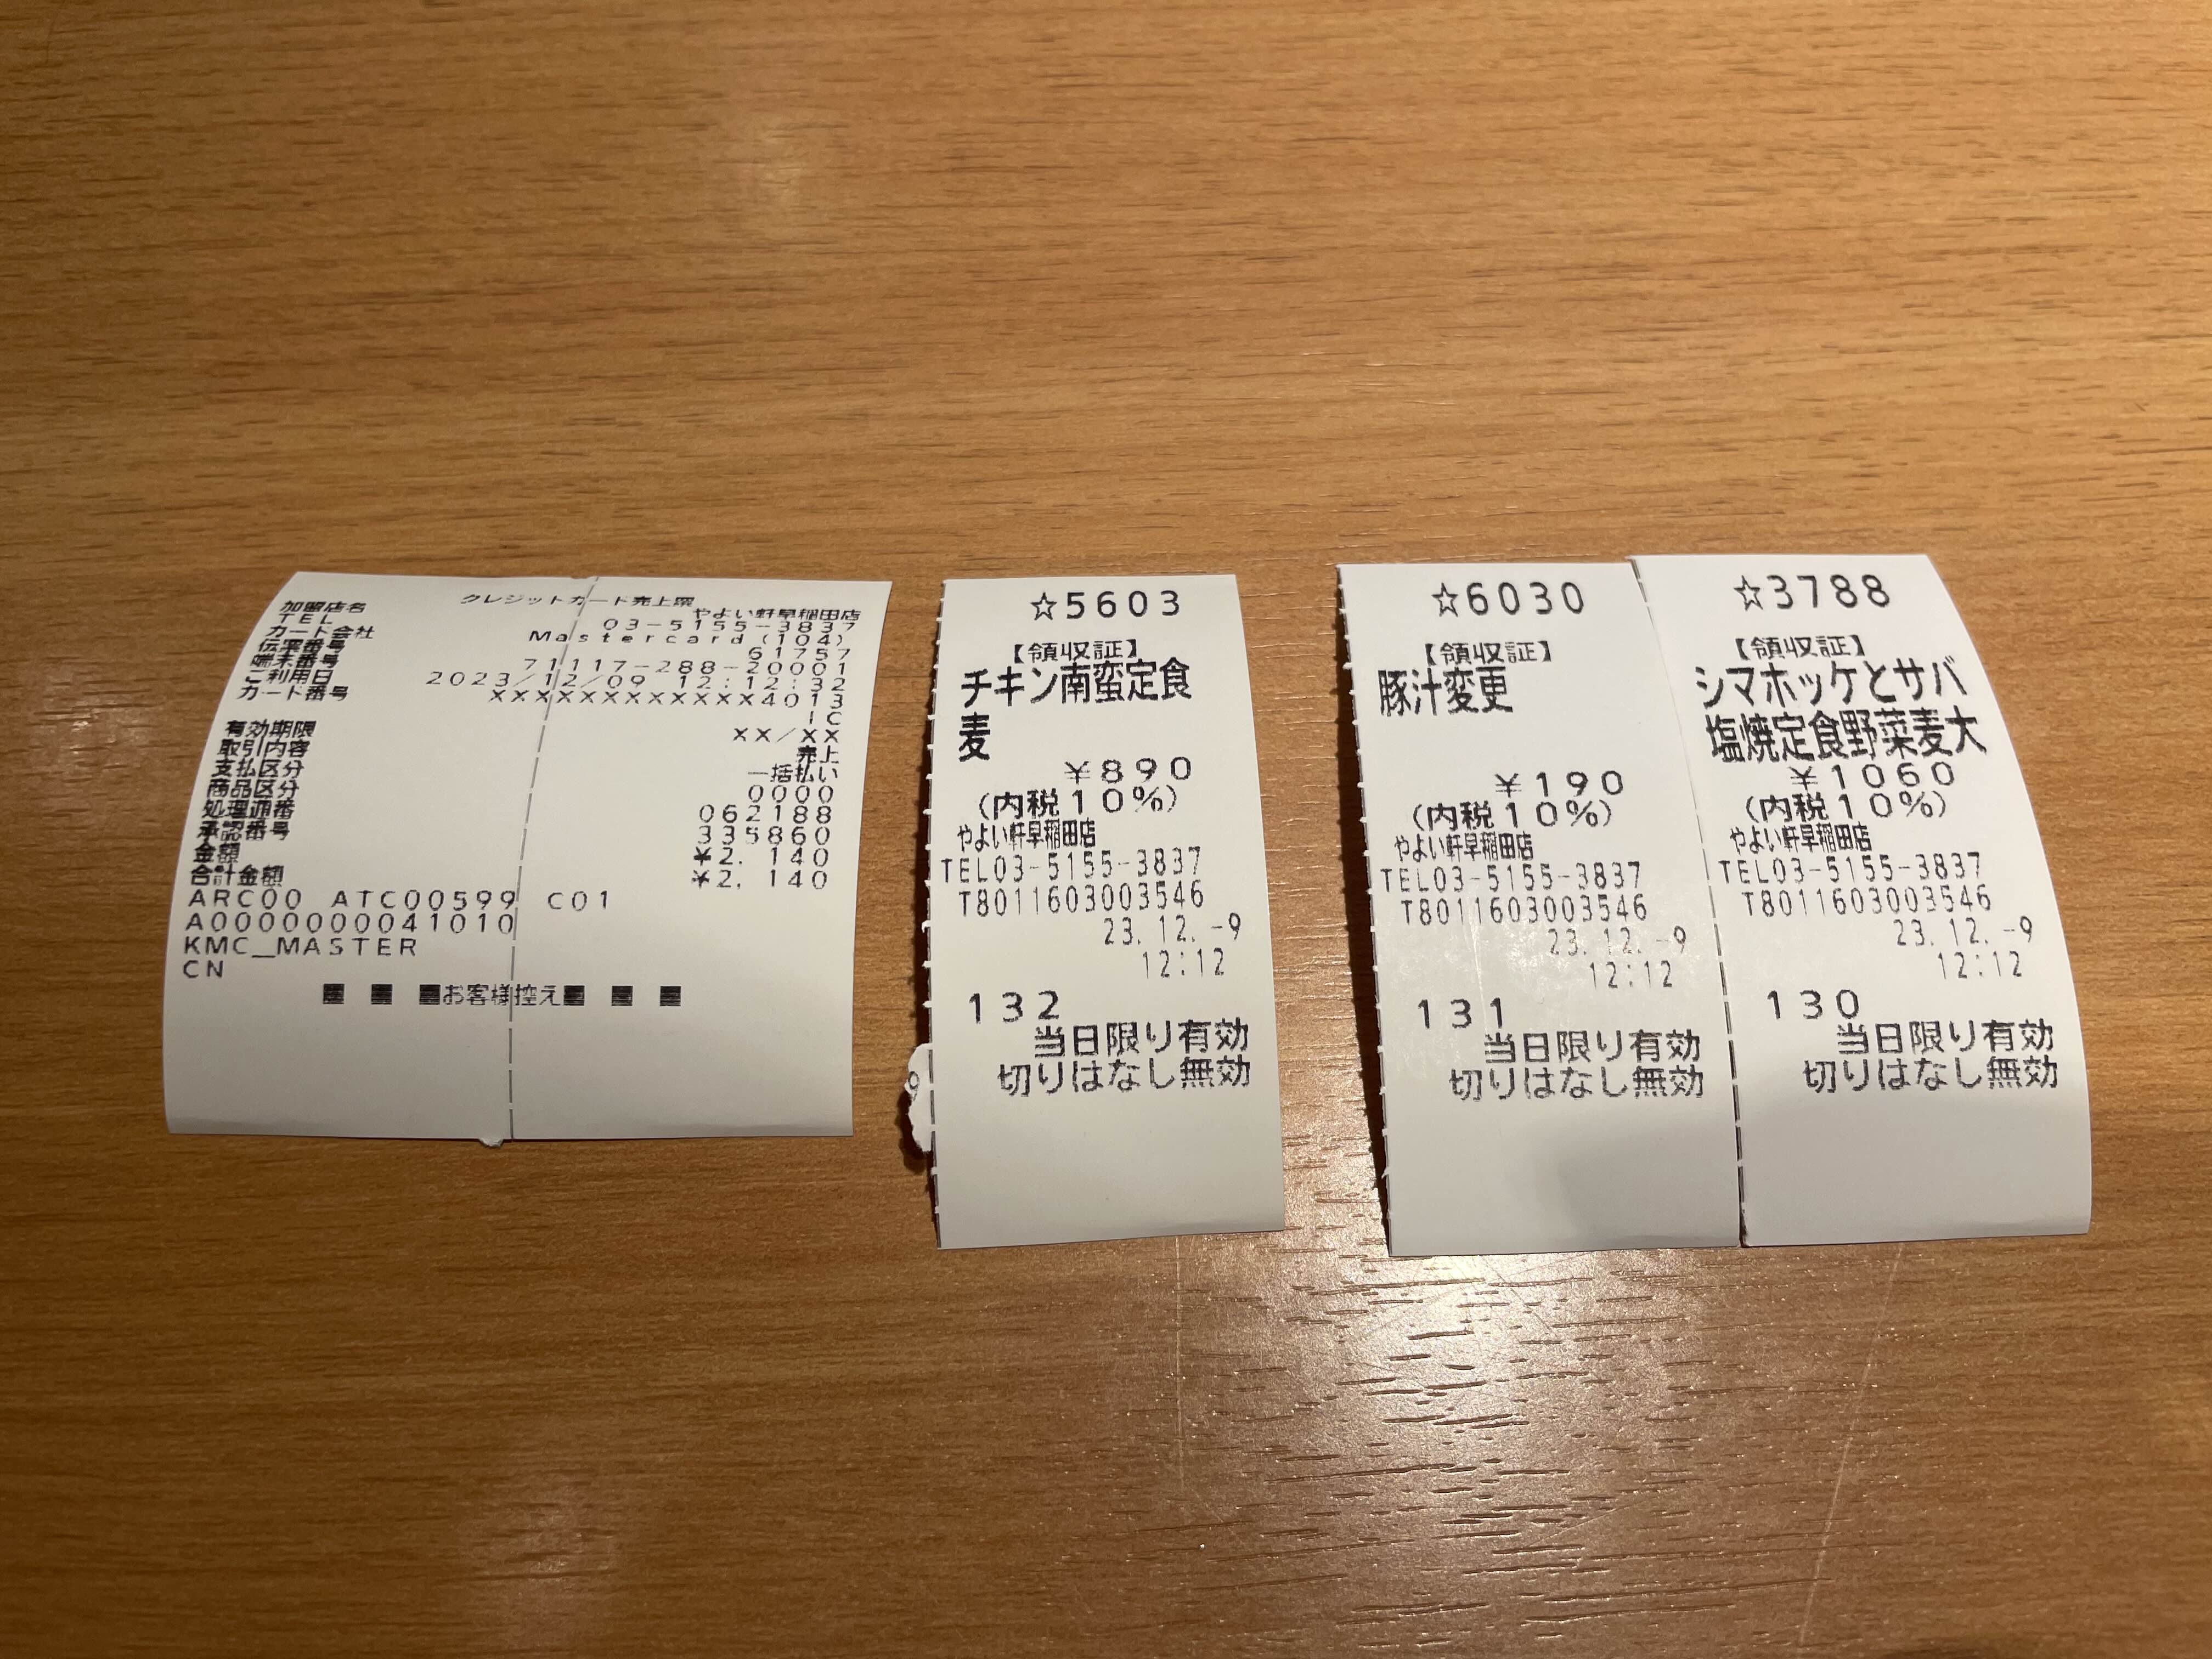 クレジットカード売上票
加盟店名 やよい軒早稲田店
TEL 03-5155-3837
カード会社 Mastercard(104)
伝票番号 61757
端末番号 71117-288-20001
ご利用日 2023/12/09 12:12:32
カード番号 XXXXXXXXXXXX4013
IC
有効期限 XX/XX
取引内容 売上
支払区分 一括払い
商品区分 0000
処理通番 062188
承認番号 335860
金額 ¥2,140
合計金額 ¥2,140
ARC00 ATC00599 C01
A0000000041010
KMC_MASTER
CN
■ ■ ■お客様控え■ ■ ■
☆5603
【領収証】
チキン南蛮定食
麦
¥890
(内税10%)
やよい軒早稲田店
TEL03-5155-3837
T8011603003546
23.12.-9
12:12
132
当日限り有効
切りはなし無効
☆6030
【領収証】
豚汁変更
¥190
(内税10%)
やよい軒早稲田店
TEL03-5155-3837
T8011603003546
23.12.-9
12:12
131
当日限り有効
切りはなし無効
☆3788
【領収証】
シマホッケとサバ
塩焼定食野菜麦大
¥1060
(内税10%)
やよい軒早稲田店
TEL03-5155-3837
T8011603003546
23.12.-9
12:12
130
当日限り有効
切りはなし無効